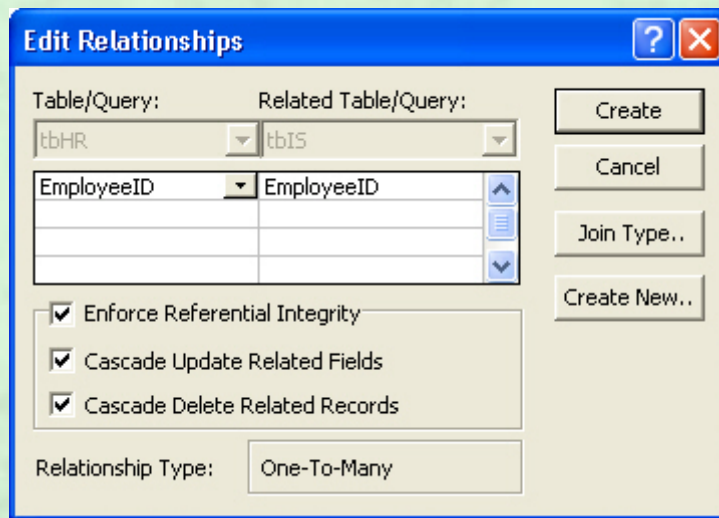 Edit Relationships
Table/Query: Related Table/Query:
tbHR tbIS
EmployeeID EmployeeID
Enforce Referential Integrity
Cascade Update Related Fields
Cascade Delete Related Records
Relationship Type: One-To-Many
Create
Cancel
Join Type..
Create New..